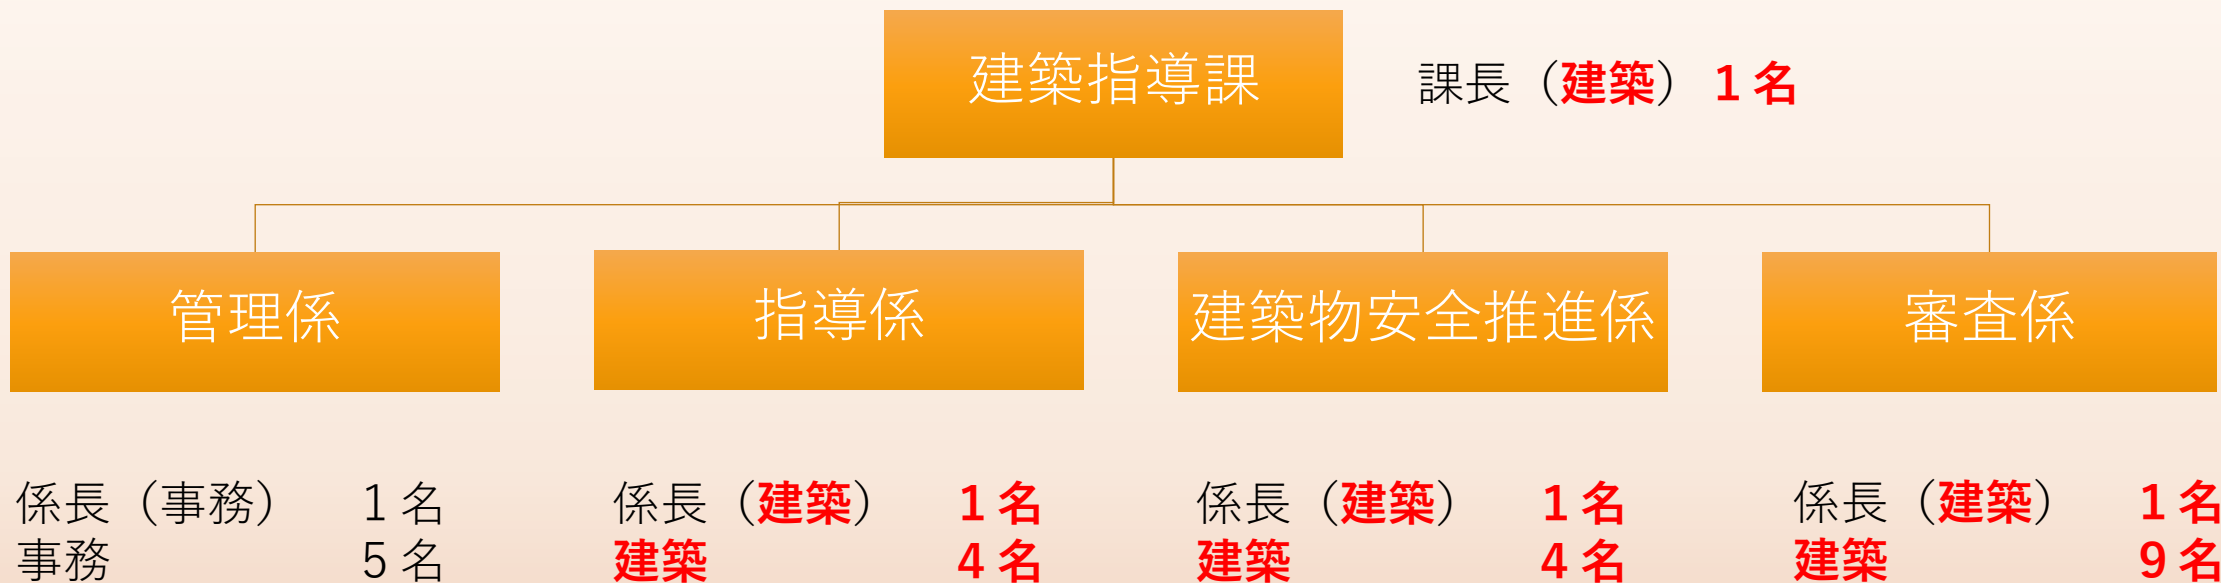 建築指導課
課長（建築）１名
管理係
指導係
建築物安全推進係
審査係
係長（事務）　１名
事務　５名
係長（建築）　１名
建築　４名
係長（建築）　１名
建築　４名
係長（建築）　１名
建築　９名